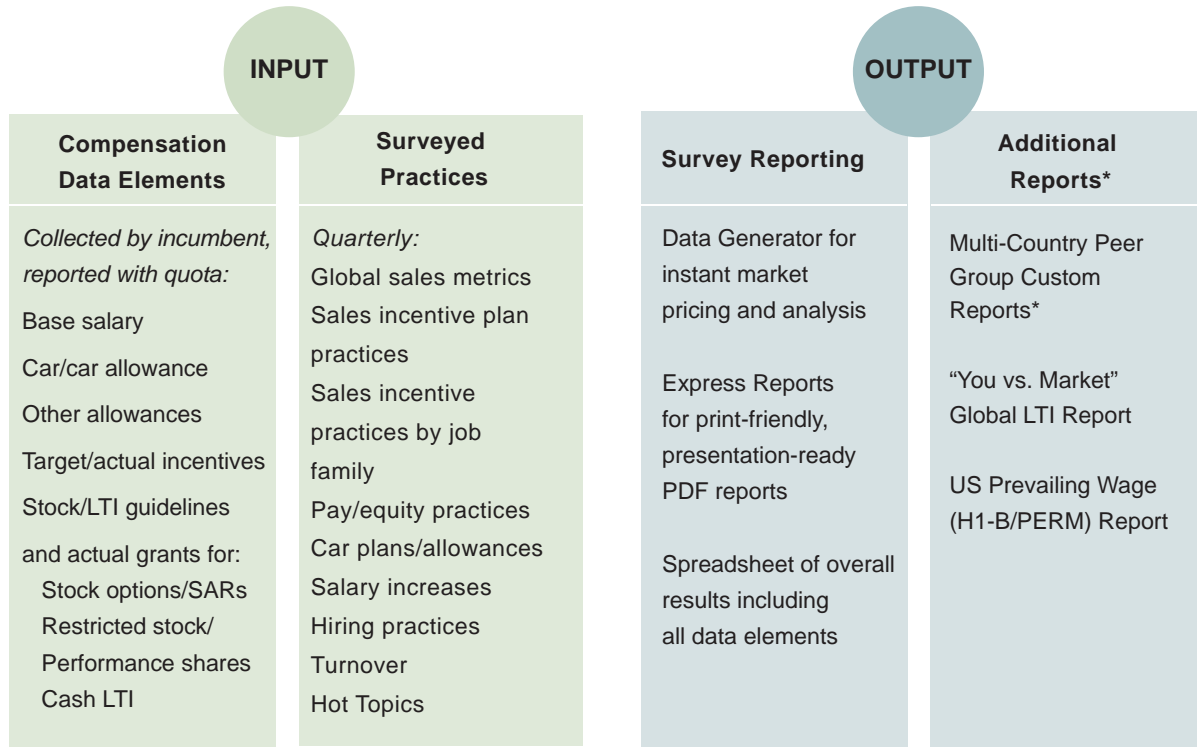 INPUT
Compensation
Data Elements
Collected by incumbent,
reported with quota:
Base salary
Car/car allowance
Other allowances
Target/actual incentives
Stock/LTI guidelines
and actual grants for:
Stock options/SARs
Restricted stock/
Performance shares
Cash LTI
Surveyed
Practices
Quarterly:
Global sales metrics
Sales incentive plan
practices
Sales incentive
practices by job
family
Pay/equity practices
Car plans/allowances
Salary increases
Hiring practices
Turnover
Hot Topics
OUTPUT
Survey Reporting
Data Generator for
instant market
pricing and analysis
Express Reports
for print-friendly,
presentation-ready
PDF reports
Spreadsheet of overall
results including
all data elements
Additional
Reports*
Multi-Country Peer
Group Custom
Reports*
“You vs. Market”
Global LTI Report
US Prevailing Wage
(H1-B/PERM) Report